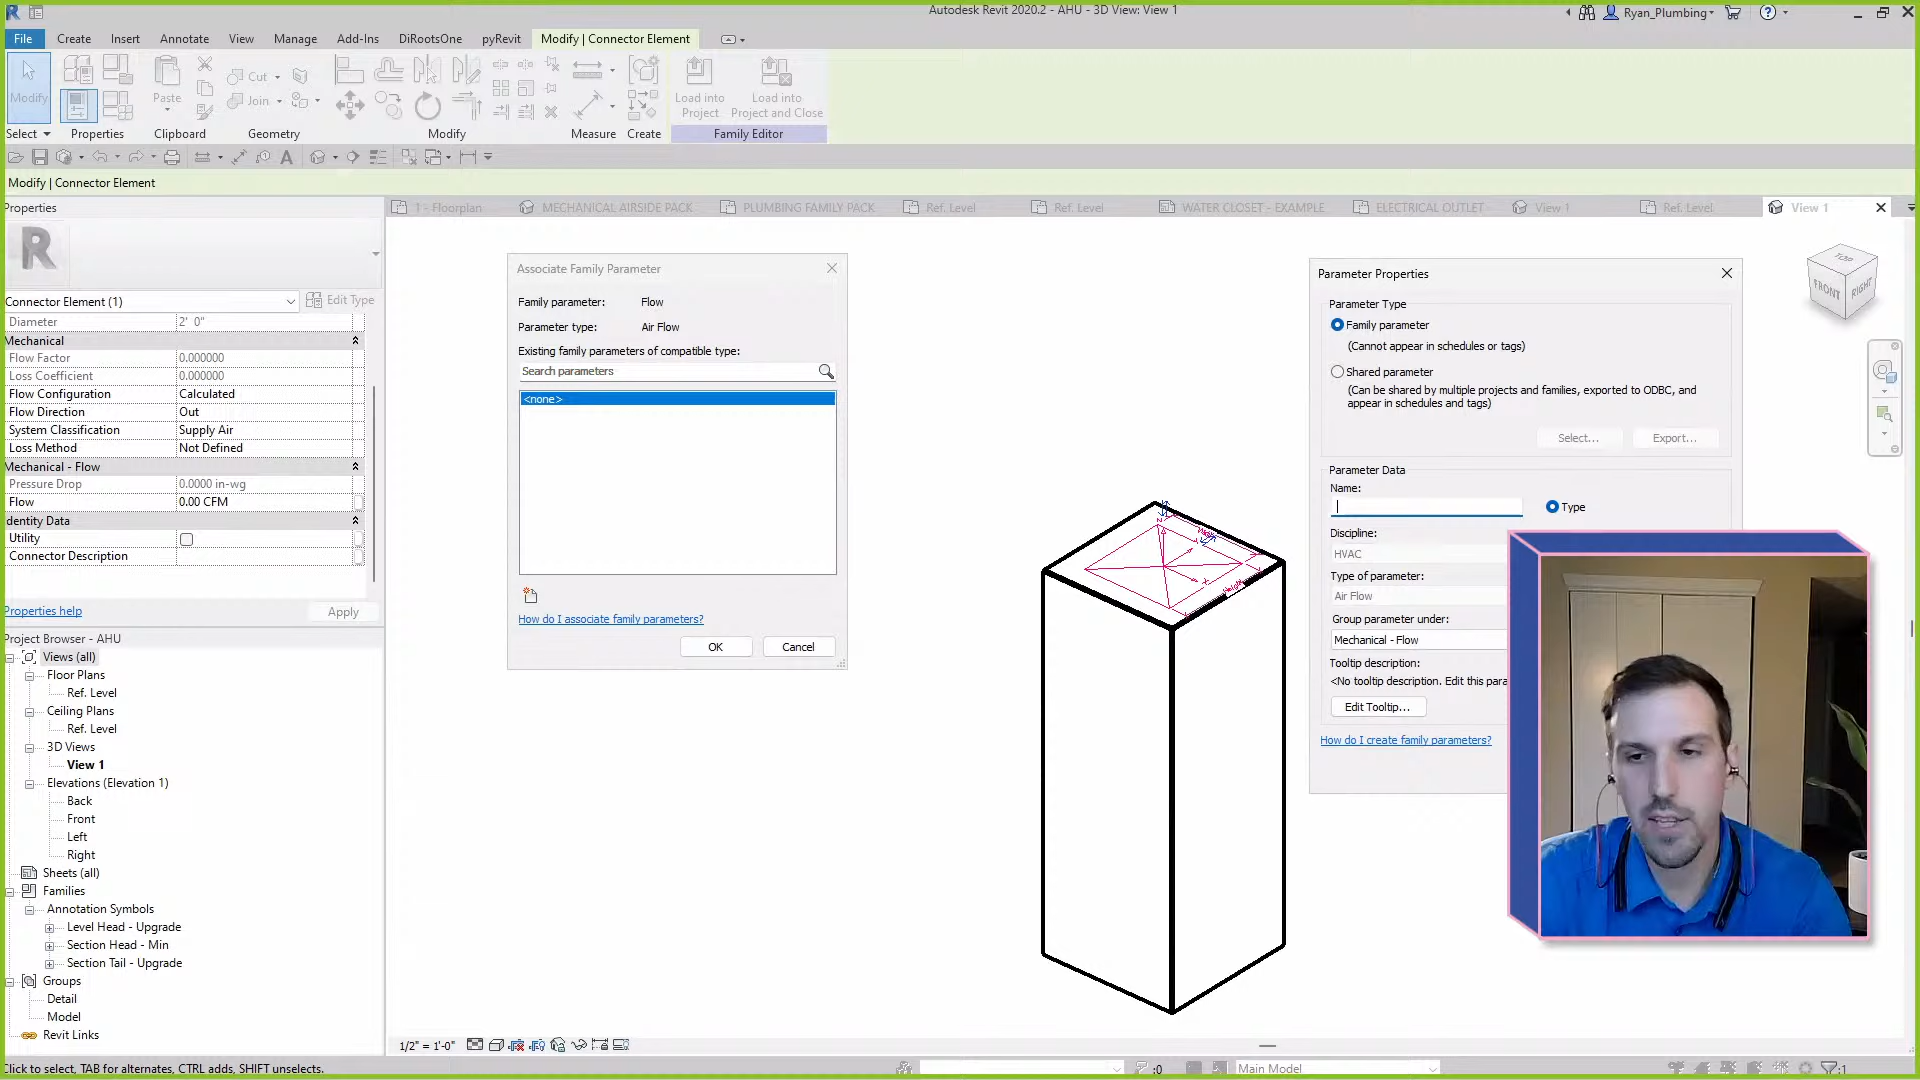 Autodesk Revit 2020.2 - AHU - 3D View: View 1
Ryan_Plumbing
File Create Insert Annotate View Manage Add-Ins DiRootsOne pyRevit Modify | Connector Element
Modify
Paste
Cut
Join
Load into Project
Load into Project and Close
Select Properties Clipboard Geometry Modify Measure Create Family Editor
Modify | Connector Element
Properties
1 - Floorplan
MECHANICAL AIRSIDE PACK
PLUMBING FAMILY PACK
Ref. Level
Ref. Level
WATER CLOSET - EXAMPLE
ELECTRICAL OUTLET
View 1
Ref. Level
View 1
R
Connector Element (1)
Edit Type
Diameter 2' 0"
Mechanical
Flow Factor 0.000000
Loss Coefficient 0.000000
Flow Configuration Calculated
Flow Direction Out
System Classification Supply Air
Loss Method Not Defined
Mechanical - Flow
Pressure Drop 0.0000 in-wg
Flow 0.00 CFM
dentity Data
Utility
Connector Description
Properties help
Apply
Project Browser - AHU
Views (all)
Floor Plans
Ref. Level
Ceiling Plans
Ref. Level
3D Views
View 1
Elevations (Elevation 1)
Back
Front
Left
Right
Sheets (all)
Families
Annotation Symbols
Level Head - Upgrade
Section Head - Min
Section Tail - Upgrade
Groups
Detail
Model
Revit Links
Associate Family Parameter
Family parameter: Flow
Parameter type: Air Flow
Existing family parameters of compatible type:
Search parameters
<none>
How do I associate family parameters?
OK
Cancel
Parameter Properties
Parameter Type
Family parameter
(Cannot appear in schedules or tags)
Shared parameter
(Can be shared by multiple projects and families, exported to ODBC, and
appear in schedules and tags)
Select...
Export...
Parameter Data
Name:
Type
Discipline:
HVAC
Type of parameter:
Air Flow
Group parameter under:
Mechanical - Flow
Tooltip description:
<No tooltip description. Edit this para
Edit Tooltip...
How do I create family parameters?
TOP
FRONT
RIGHT
1/2" = 1'-0"
Click to select, TAB for alternates, CTRL adds, SHIFT unselects.
:0
Main Model
:1